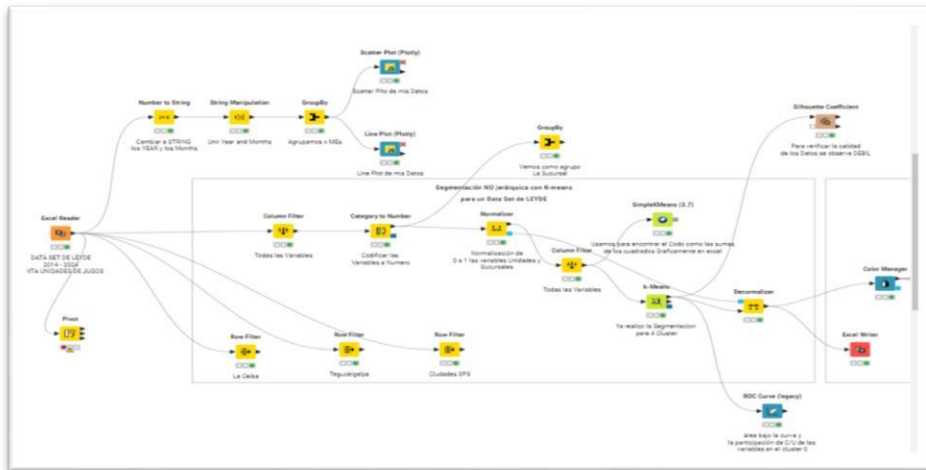 Scatter Plot (Plotly)
Scatter Plto de mis Datos
Number to String
Cambiar a STRING
los YEAR y los Months
String Manipulation
Unir Year and Months
GroupBy
Agrupamos x MEs
Line Plot (Plotly)
Line Plot de mis Datos
GroupBy
Vemos como agrupo
La Sucursal
Silhouette Coefficient
Para verificar la calidad
de los Datos se observa DEBIL
Segmentación NO jerárquica con K-means
para un Data Set de LEYDE
Excel Reader
DATA SET DE LEYDE
2014 - 2024
VTA UNIDADES DE JUGOS
Column Filter
Todas las Variables
Category to Number
Codificar las
Variables a Numero
Normalizer
Normalización de
0 a 1 las variables Unidades y
Sucursales
SimpleKMeans (3.7)
Usamos para encontrar el Codo como las sumas
de los cuadrados Graficamente en excel
Column Filter
Todas las Variables
k-Means
Ya realizo la Segmentacion
para 4 Cluster
Denormalizer
Color Manager
Excel Writer
Pivot
Row Filter
La Ceiba
Row Filter
Tegucigalpa
Row Filter
Ciudades SPS
ROC Curve (legacy)
área bajo la curve y
la participación de C/U de las
variables en el cluster 0